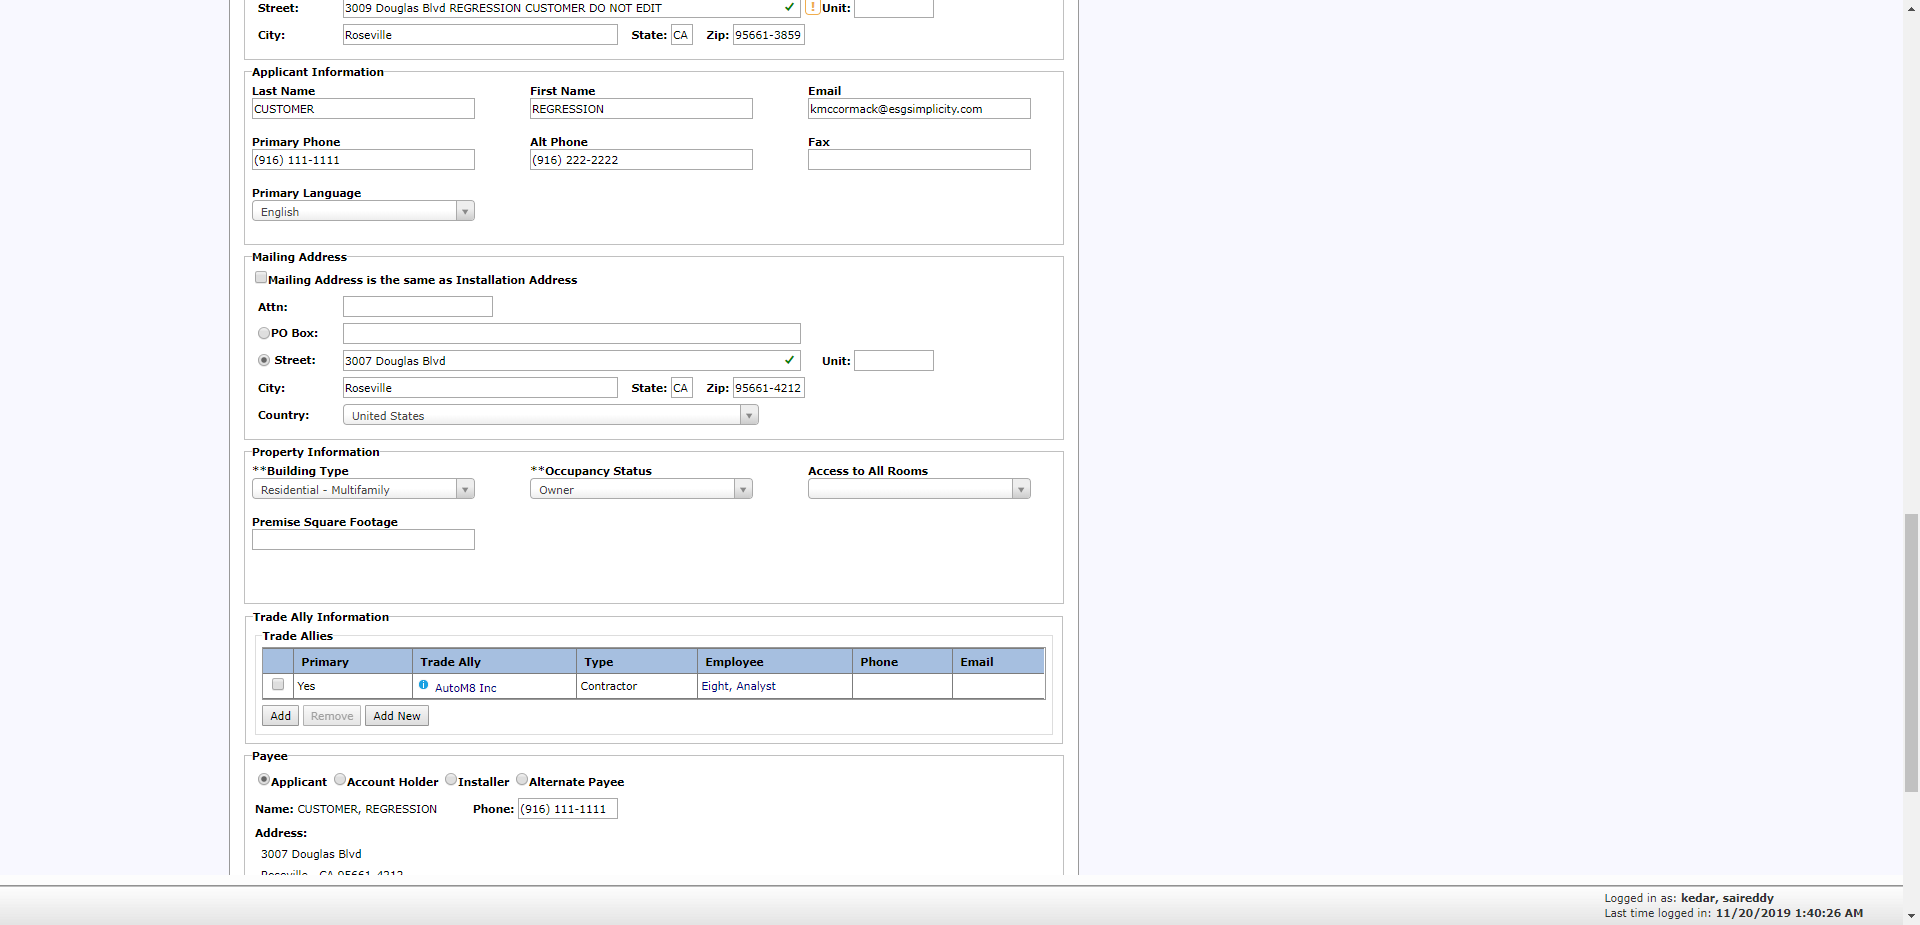 Street: 3009 Douglas Blvd REGRESSION CUSTOMER DO NOT EDIT ! Unit:
City: Roseville State: CA Zip: 95661-3859
Applicant Information
Last Name First Name Email
CUSTOMER REGRESSION kmccormack@esgsimplicity.com
Primary Phone Alt Phone Fax
(916) 111-1111 (916) 222-2222
Primary Language
English
Mailing Address
Mailing Address is the same as Installation Address
Attn:
PO Box:
Street: 3007 Douglas Blvd Unit:
City: Roseville State: CA Zip: 95661-4212
Country: United States
Property Information
**Building Type **Occupancy Status Access to All Rooms
Residential - Multifamily Owner
Premise Square Footage
Trade Ally Information
Trade Allies
Primary Trade Ally Type Employee Phone Email
Yes AutoM8 Inc Contractor Eight, Analyst
Add Remove Add New
Payee
Applicant Account Holder Installer Alternate Payee
Name: CUSTOMER, REGRESSION Phone: (916) 111-1111
Address:
3007 Douglas Blvd
Roseville , CA 95661-4212
Logged in as: kedar, saireddy
Last time logged in: 11/20/2019 1:40:26 AM